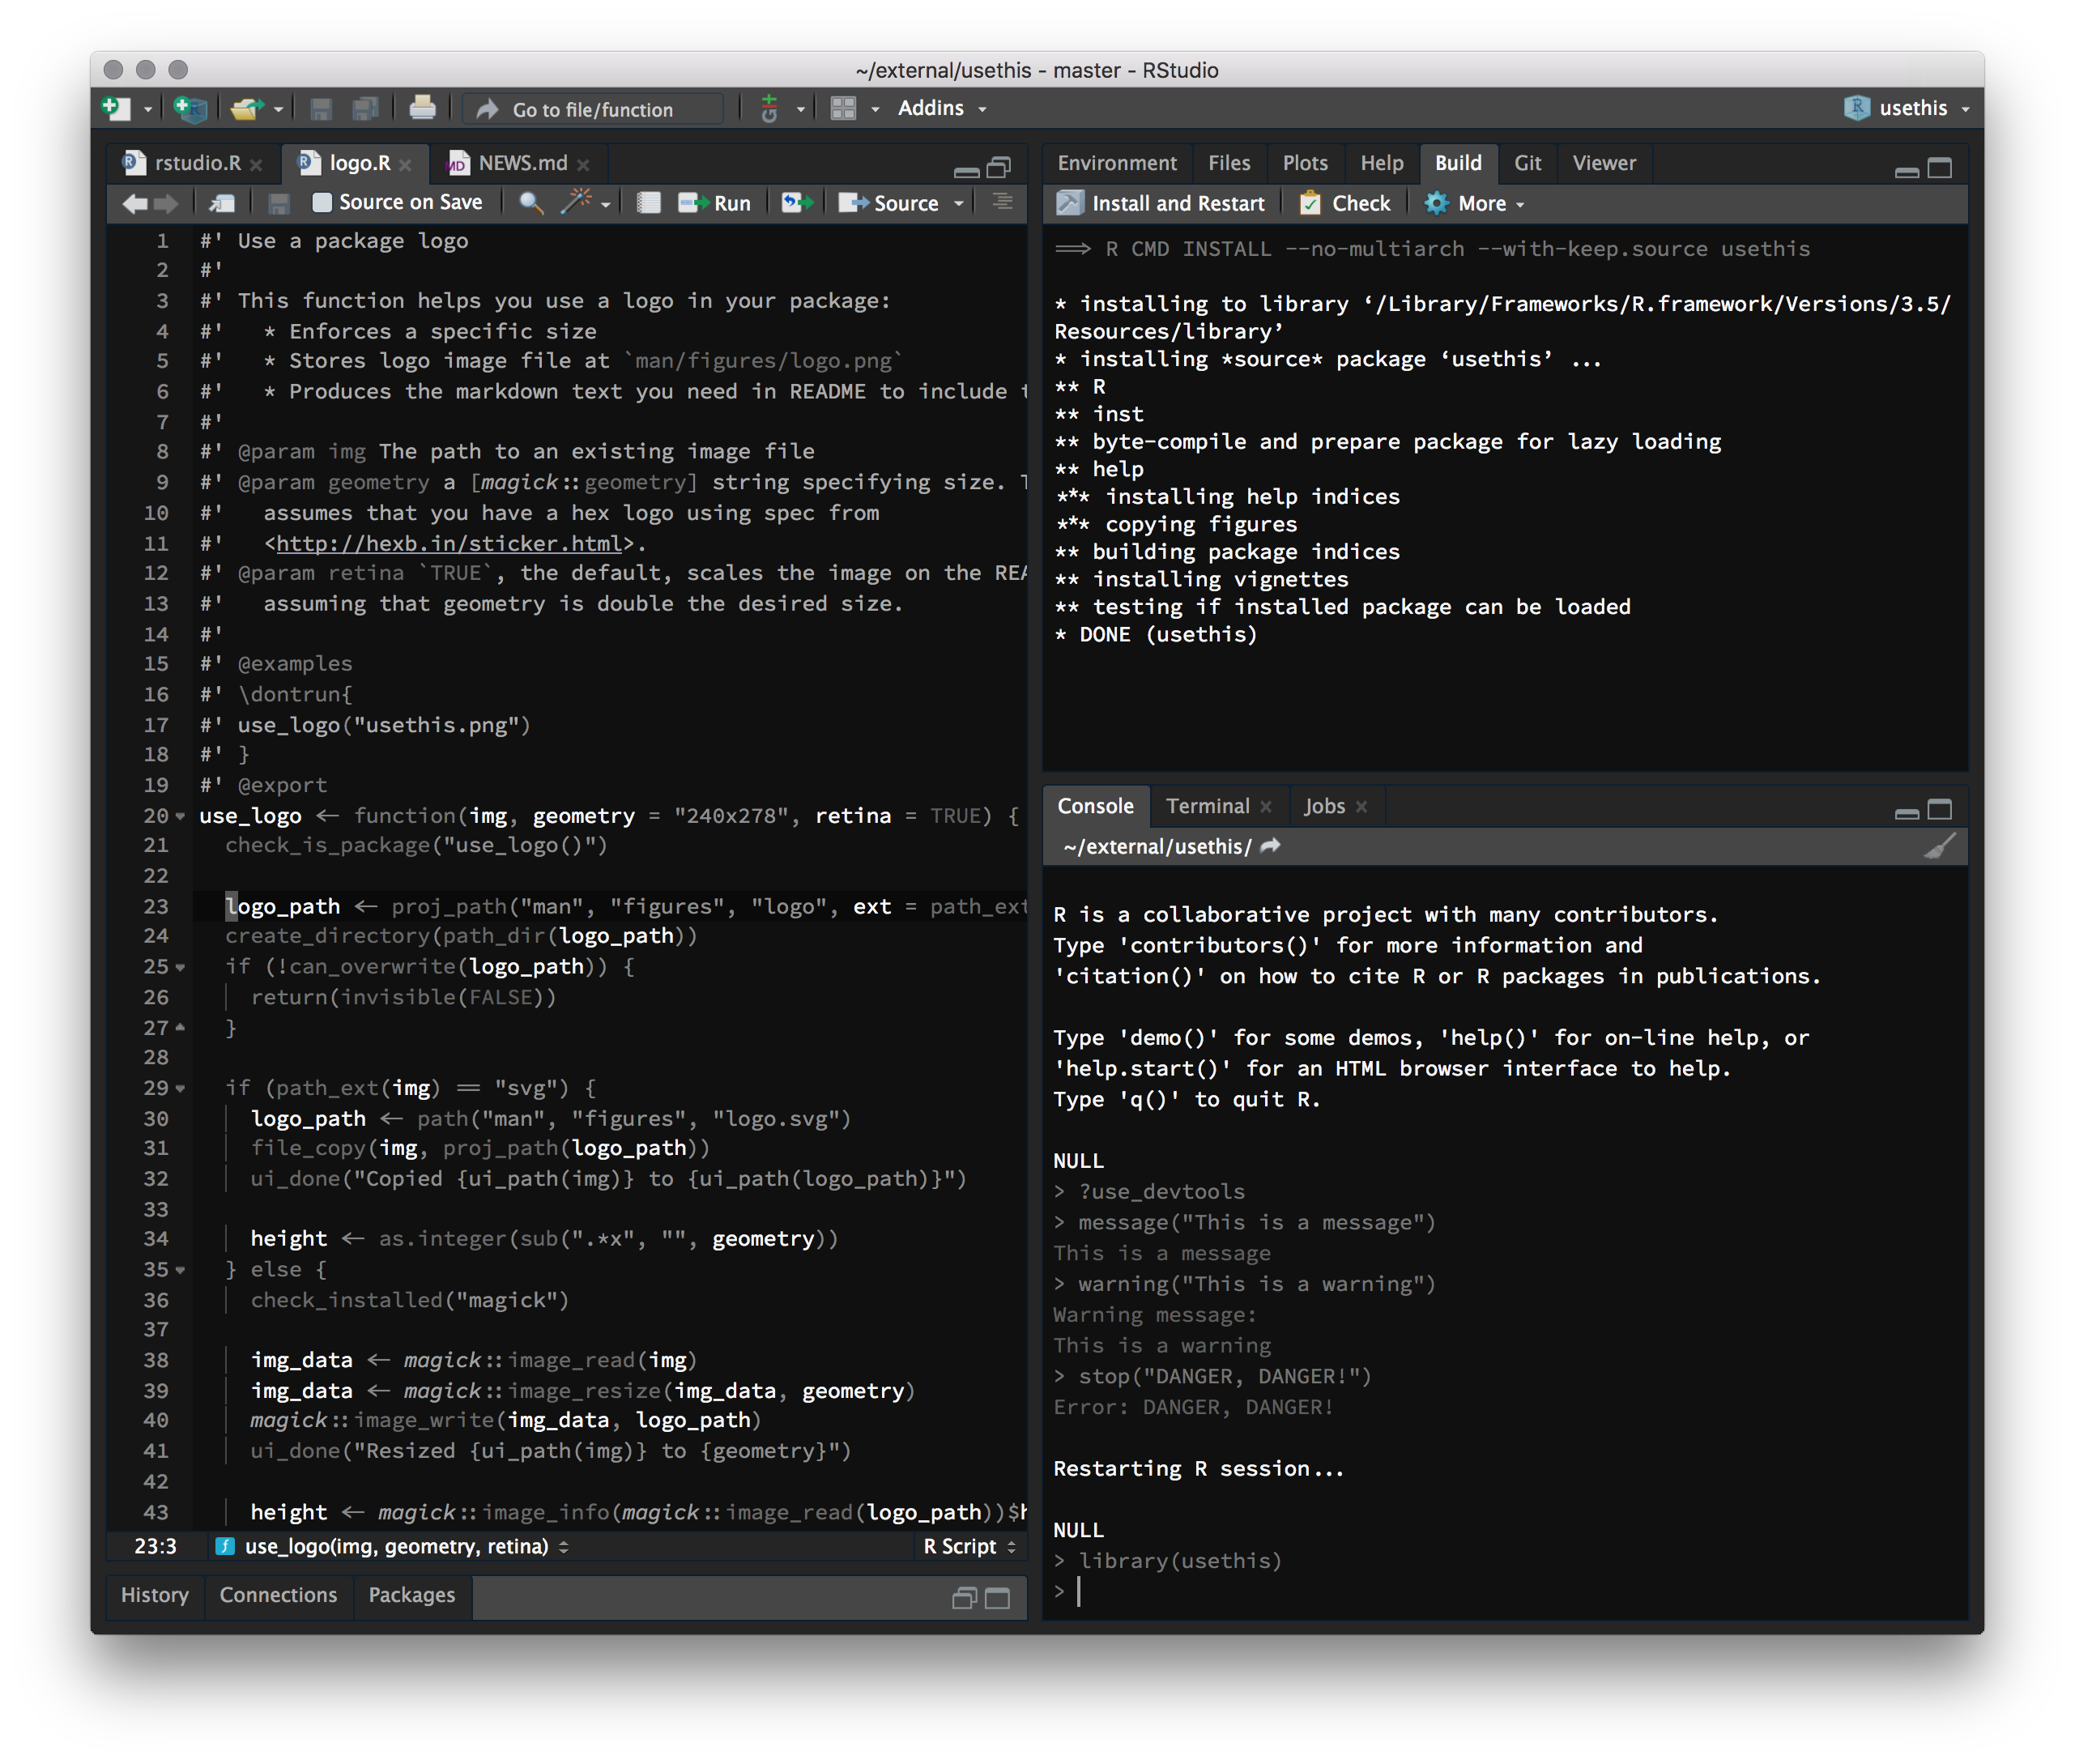 ~/external/usethis - master - RStudio
Go to file/function
Addins
usethis
rstudio.R
logo.R
NEWS.md
Source on Save
Run
Source
1 #' Use a package logo
2 #'
3 #' This function helps you use a logo in your package:
4 #'   * Enforces a specific size
5 #'   * Stores logo image file at `man/figures/logo.png`
6 #'   * Produces the markdown text you need in README to include
7 #'
8 #' @param img The path to an existing image file
9 #' @param geometry a [magick::geometry] string specifying size.
10 #'   assumes that you have a hex logo using spec from
11 #'   <http://hexb.in/sticker.html>.
12 #' @param retina `TRUE`, the default, scales the image on the
13 #'   assuming that geometry is double the desired size.
14 #'
15 #' @examples
16 #' \dontrun{
17 #' use_logo("usethis.png")
18 #' }
19 #' @export
20 use_logo <- function(img, geometry = "240x278", retina = TRUE) {
21   check_is_package("use_logo()")
22
23   logo_path <- proj_path("man", "figures", "logo", ext = path_ext
24   create_directory(path_dir(logo_path))
25   if (!can_overwrite(logo_path)) {
26     return(invisible(FALSE))
27   }
28
29   if (path_ext(img) == "svg") {
30     logo_path <- path("man", "figures", "logo.svg")
31     file_copy(img, proj_path(logo_path))
32     ui_done("Copied {ui_path(img)} to {ui_path(logo_path)}")
33
34     height <- as.integer(sub(".*x", "", geometry))
35   } else {
36     check_installed("magick")
37
38     img_data <- magick::image_read(img)
39     img_data <- magick::image_resize(img_data, geometry)
40     magick::image_write(img_data, logo_path)
41     ui_done("Resized {ui_path(img)} to {geometry}")
42
43     height <- magick::image_info(magick::image_read(logo_path))$h
23:3
use_logo(img, geometry, retina)
R Script
History
Connections
Packages
Environment
Files
Plots
Help
Build
Git
Viewer
Install and Restart
Check
More
==> R CMD INSTALL --no-multiarch --with-keep.source usethis
* installing to library ‘/Library/Frameworks/R.framework/Versions/3.5/
Resources/library’
* installing *source* package ‘usethis’ ...
** R
** inst
** byte-compile and prepare package for lazy loading
** help
*** installing help indices
*** copying figures
** building package indices
** installing vignettes
** testing if installed package can be loaded
* DONE (usethis)
Console
Terminal
Jobs
~/external/usethis/
R is a collaborative project with many contributors.
Type 'contributors()' for more information and
'citation()' on how to cite R or R packages in publications.
Type 'demo()' for some demos, 'help()' for on-line help, or
'help.start()' for an HTML browser interface to help.
Type 'q()' to quit R.
NULL
> ?use_devtools
> message("This is a message")
This is a message
> warning("This is a warning")
Warning message:
This is a warning
> stop("DANGER, DANGER!")
Error: DANGER, DANGER!
Restarting R session...
NULL
> library(usethis)
>